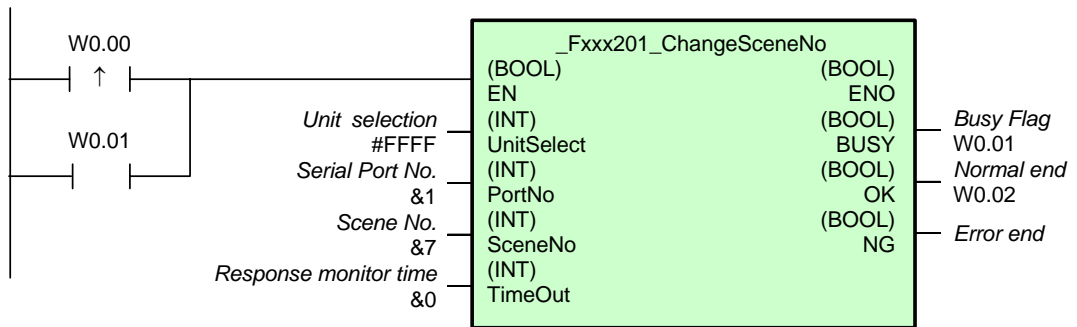 W0.00
↑
W0.01
Unit selection
#FFFF
Serial Port No.
&1
Scene No.
&7
Response monitor time
&0
_Fxxx201_ChangeSceneNo
(BOOL) (BOOL)
EN ENO
(INT) (BOOL)
UnitSelect BUSY
(INT) (BOOL)
PortNo OK
(INT) (BOOL)
SceneNo NG
(INT)
TimeOut
Busy Flag
W0.01
Normal end
W0.02
Error end